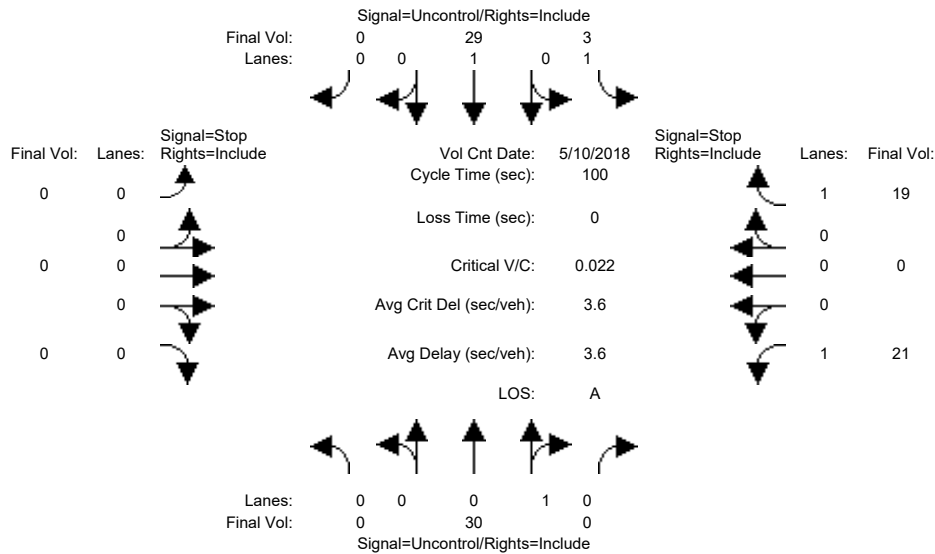 Signal=Uncontrol/Rights=Include
Final Vol: 0 29 3
Lanes: 0 0 1 0 1
Signal=Stop
Final Vol: Lanes: Rights=Include
Vol Cnt Date: 5/10/2018
Signal=Stop
Rights=Include Lanes: Final Vol:
Cycle Time (sec): 100
0 0
1 19
Loss Time (sec): 0
0
0
0 0
Critical V/C: 0.022
0 0
0
Avg Crit Del (sec/veh): 3.6
0
0 0
Avg Delay (sec/veh): 3.6
1 21
LOS: A
Lanes: 0 0 0 1 0
Final Vol: 0 30 0
Signal=Uncontrol/Rights=Include